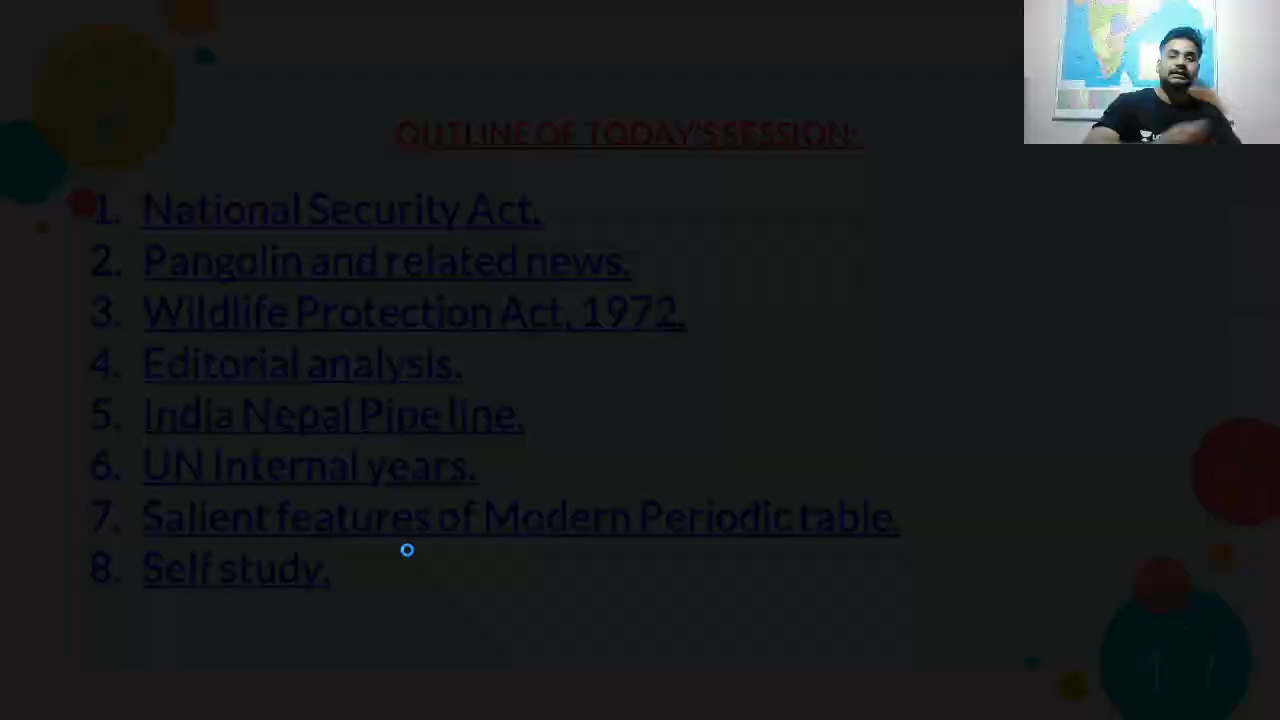 OUTLINE OF TODAY'S SESSION:
1. National Security Act.
2. Pangolin and related news.
3. Wildlife Protection Act, 1972.
4. Editorial analysis.
5. India Nepal Pipe line.
6. UN Internal years.
7. Salient features of Modern Periodic table.
8. Self study.